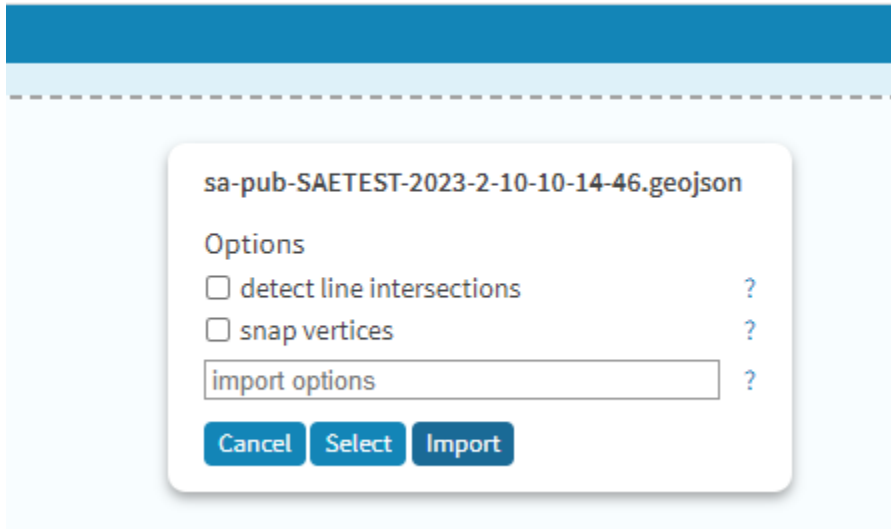 sa-pub-SAETEST-2023-2-10-10-14-46.geojson
Options
detect line intersections ?
snap vertices ?
import options ?
Cancel Select Import